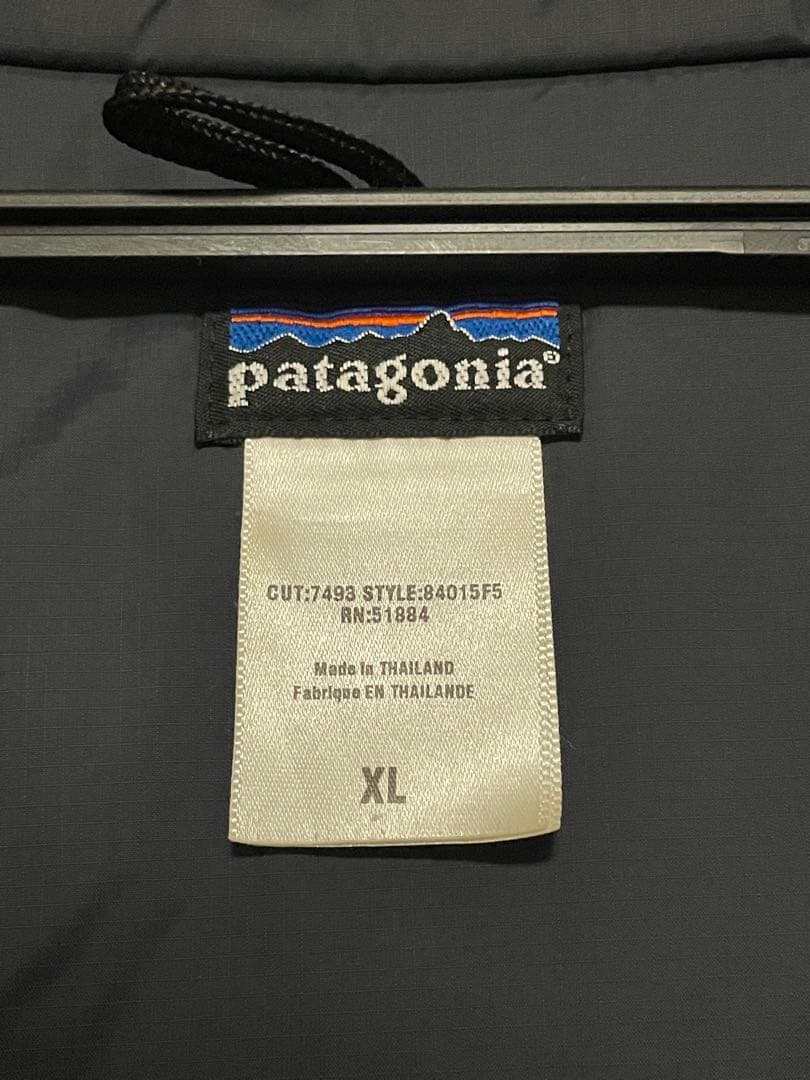 patagonia®
CUT:7493 STYLE:84015F5
RN:51884
Made in THAILAND
Fabrique EN THAILANDE
XL